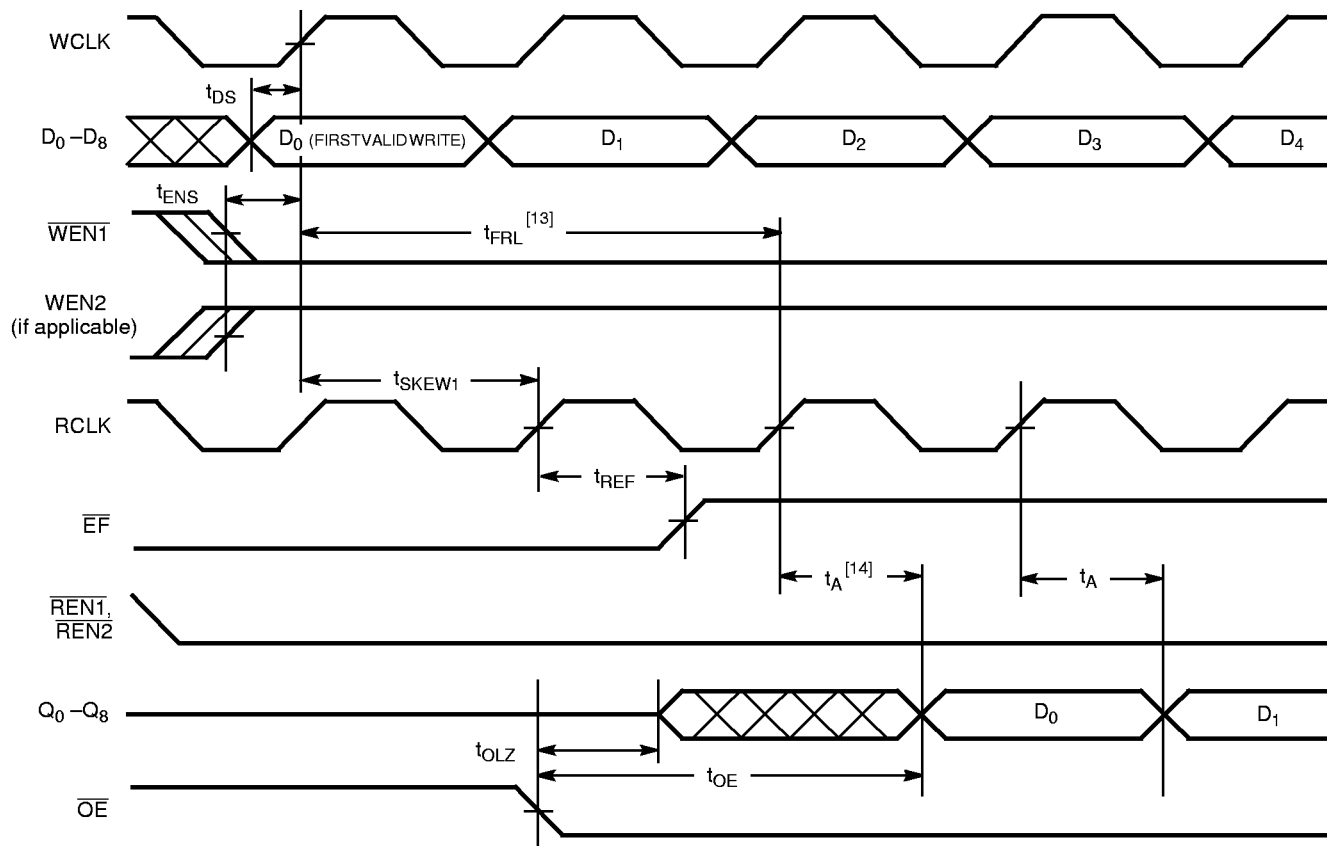 WCLK
tDS
D0 –D8
D0 (FIRSTVALIDWRITE)
D1
D2
D3
D4
tENS
WEN1
tFRL [13]
WEN2
(if applicable)
tSKEW1
RCLK
tREF
EF
tA [14]
tA
REN1,
REN2
Q0 –Q8
D0
D1
tOLZ
tOE
OE